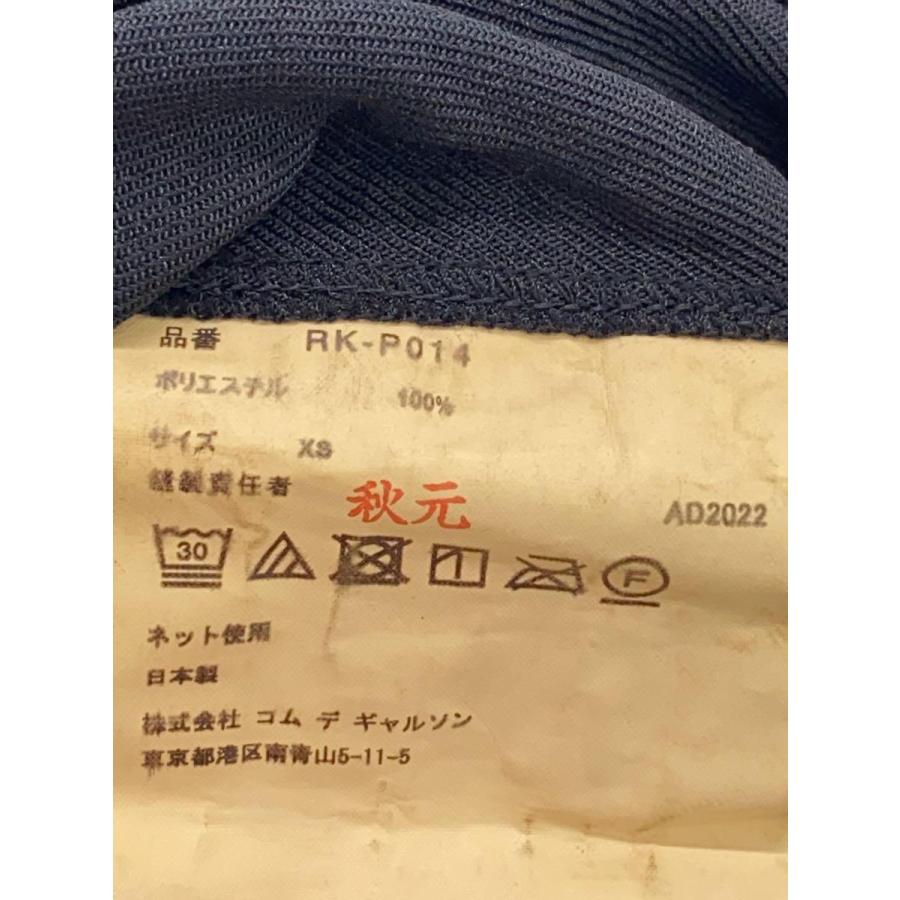 品番 RK-P014
ポリエステル 100%
サイズ XS
縫製責任者 秋元 AD2022
30 F
ネット使用
日本製
株式会社 コム デ ギャルソン
東京都港区南青山5-11-5